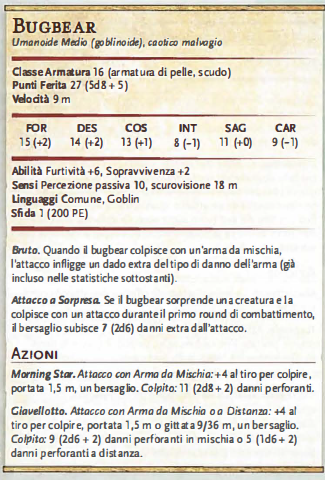 BUGBEAR
Umanoide Medio (goblinoide), caotico malvagio
Classe Armatura 16 (armatura di pelle, scudo)
Punti Ferita 27 (5d8 + 5)
Velocità 9 m
FOR DES COS INT SAG CAR
15 (+2) 14 (+2) 13 (+1) 8 (−1) 11 (+0) 9 (−1)
Abilità Furtività +6, Sopravvivenza +2
Sensi Percezione passiva 10, scurovisione 18 m
Linguaggi Comune, Goblin
Sfida 1 (200 PE)
Bruto. Quando il bugbear colpisce con un'arma da mischia,
l'attacco infligge un dado extra del tipo di danno dell'arma (già
incluso nelle statistiche sottostanti).
Attacco a Sorpresa. Se il bugbear sorprende una creatura e la
colpisce con un attacco durante il primo round di combattimento,
il bersaglio subisce 7 (2d6) danni extra dall'attacco.
AZIONI
Morning Star. Attacco con Arma da Mischia: +4 al tiro per colpire,
portata 1,5 m, un bersaglio. Colpito: 11 (2d8 + 2) danni perforanti.
Giavellotto. Attacco con Arma da Mischia o a Distanza: +4 al
tiro per colpire, portata 1,5 m o gittata 9/36 m, un bersaglio.
Colpito: 9 (2d6 + 2) danni perforanti in mischia o 5 (1d6 + 2)
danni perforanti a distanza.